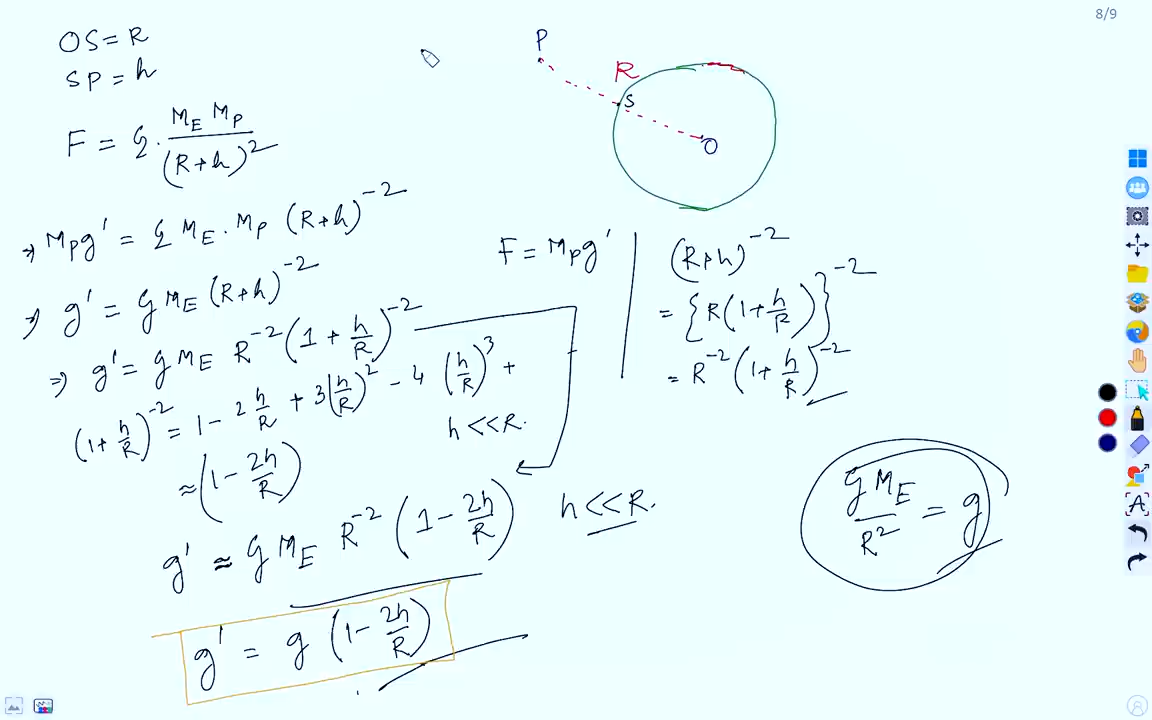 8/9
OS = R
SP = h
F = G · M_E M_P / (R+h)^2
⇒ M_P g' = G M_E · M_P (R+h)^-2
⇒ g' = G M_E (R+h)^-2
⇒ g' = G M_E R^-2 (1 + h/R)^-2
(1 + h/R)^-2 = 1 - 2 h/R + 3 (h/R)^2 - 4 (h/R)^3 +
h << R.
≈ (1 - 2h/R)
g' ≈ G M_E R^-2 (1 - 2h/R) h << R.
g' = g (1 - 2h/R)
P
R
S
O
F = M_P g'
(R+h)^-2
= {R(1 + h/R)}^-2
= R^-2 (1 + h/R)^-2
G M_E / R^2 = g
A